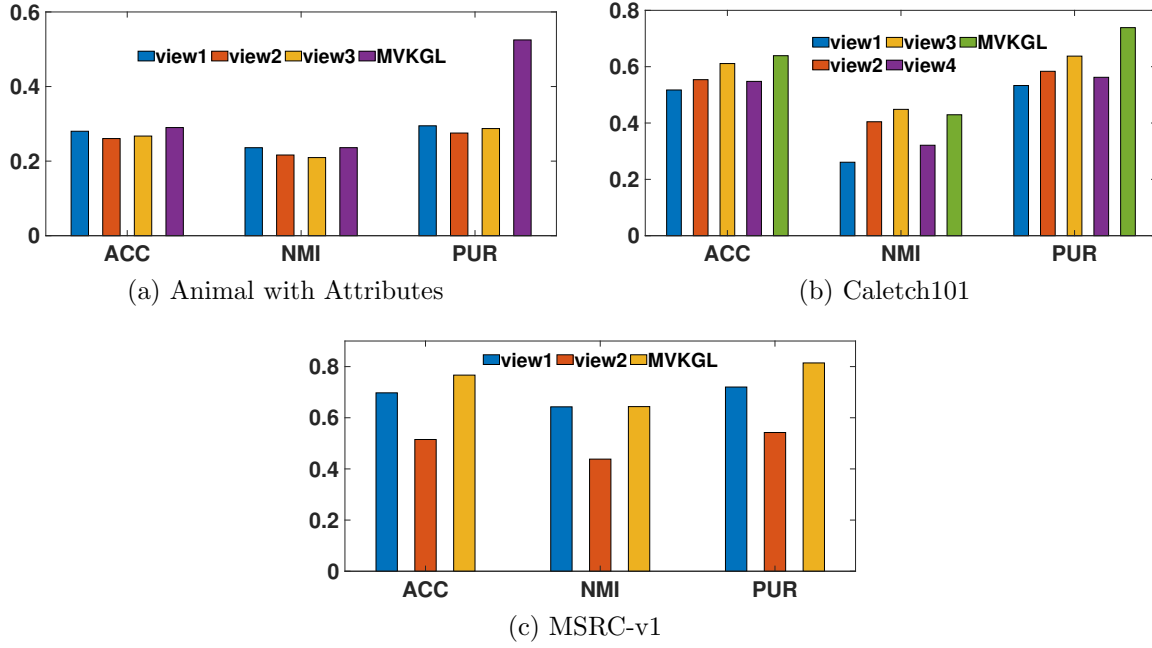 0.6
0.4
0.2
0
view1 view2 view3 MVKGL
ACC NMI PUR
(a) Animal with Attributes
0.8
0.6
0.4
0.2
0
view1 view3 MVKGL
view2 view4
ACC NMI PUR
(b) Caletch101
0.8
0.6
0.4
0.2
0
view1 view2 MVKGL
ACC NMI PUR
(c) MSRC-v1